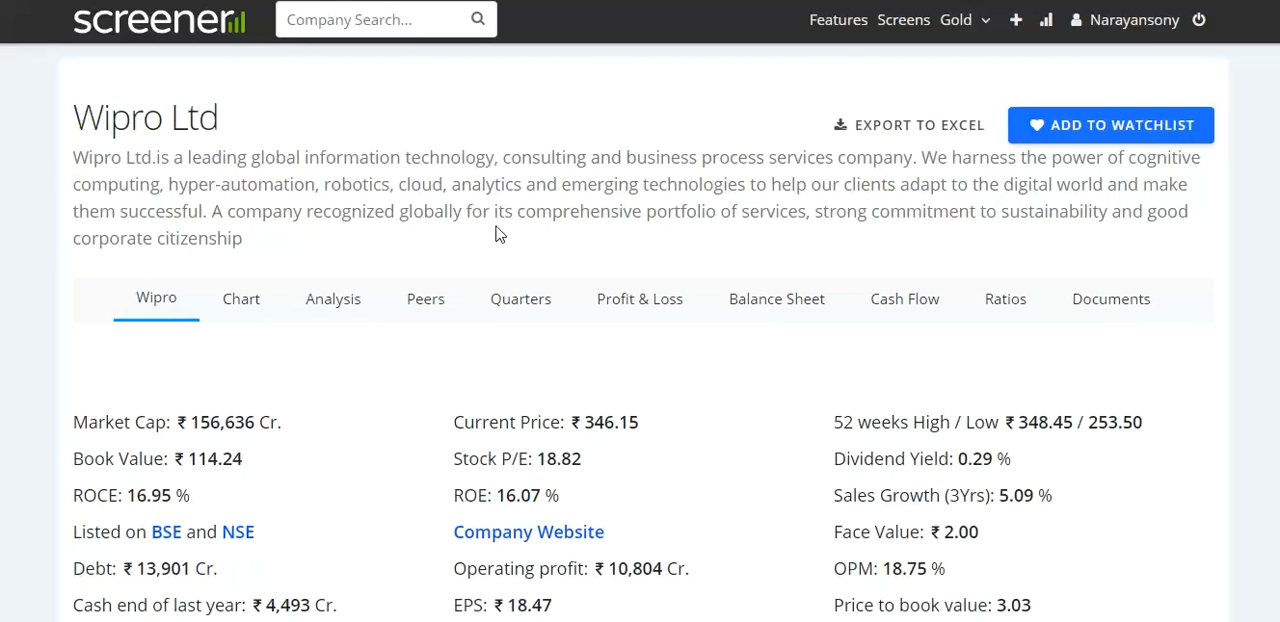 screener
Company Search...
Features Screens Gold Narayansony
Wipro Ltd
EXPORT TO EXCEL
ADD TO WATCHLIST
Wipro Ltd.is a leading global information technology, consulting and business process services company. We harness the power of cognitive
computing, hyper-automation, robotics, cloud, analytics and emerging technologies to help our clients adapt to the digital world and make
them successful. A company recognized globally for its comprehensive portfolio of services, strong commitment to sustainability and good
corporate citizenship
Wipro Chart Analysis Peers Quarters Profit & Loss Balance Sheet Cash Flow Ratios Documents
Market Cap: ₹ 156,636 Cr. Current Price: ₹ 346.15 52 weeks High / Low ₹ 348.45 / 253.50
Book Value: ₹ 114.24 Stock P/E: 18.82 Dividend Yield: 0.29 %
ROCE: 16.95 % ROE: 16.07 % Sales Growth (3Yrs): 5.09 %
Listed on BSE and NSE Company Website Face Value: ₹ 2.00
Debt: ₹ 13,901 Cr. Operating profit: ₹ 10,804 Cr. OPM: 18.75 %
Cash end of last year: ₹ 4,493 Cr. EPS: ₹ 18.47 Price to book value: 3.03